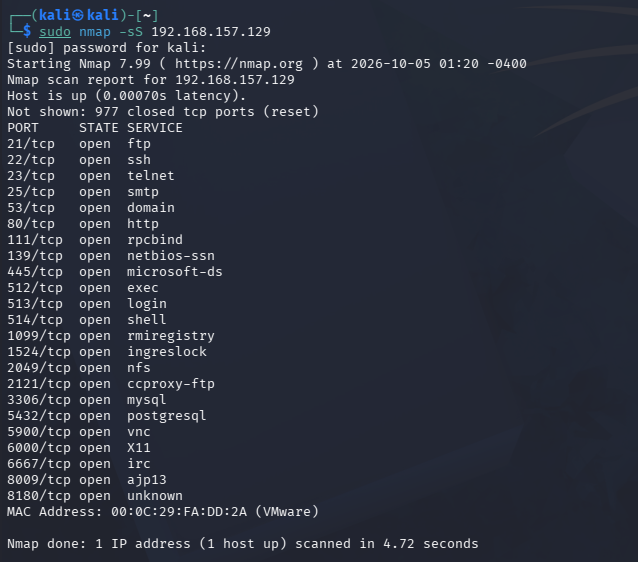 ┌──(kali㉿kali)-[~]
└─$ sudo nmap -sS 192.168.157.129
[sudo] password for kali:
Starting Nmap 7.99 ( https://nmap.org ) at 2026-10-05 01:20 -0400
Nmap scan report for 192.168.157.129
Host is up (0.00070s latency).
Not shown: 977 closed tcp ports (reset)
PORT     STATE SERVICE
21/tcp   open  ftp
22/tcp   open  ssh
23/tcp   open  telnet
25/tcp   open  smtp
53/tcp   open  domain
80/tcp   open  http
111/tcp  open  rpcbind
139/tcp  open  netbios-ssn
445/tcp  open  microsoft-ds
512/tcp  open  exec
513/tcp  open  login
514/tcp  open  shell
1099/tcp open  rmiregistry
1524/tcp open  ingreslock
2049/tcp open  nfs
2121/tcp open  ccproxy-ftp
3306/tcp open  mysql
5432/tcp open  postgresql
5900/tcp open  vnc
6000/tcp open  X11
6667/tcp open  irc
8009/tcp open  ajp13
8180/tcp open  unknown
MAC Address: 00:0C:29:FA:DD:2A (VMware)
Nmap done: 1 IP address (1 host up) scanned in 4.72 seconds